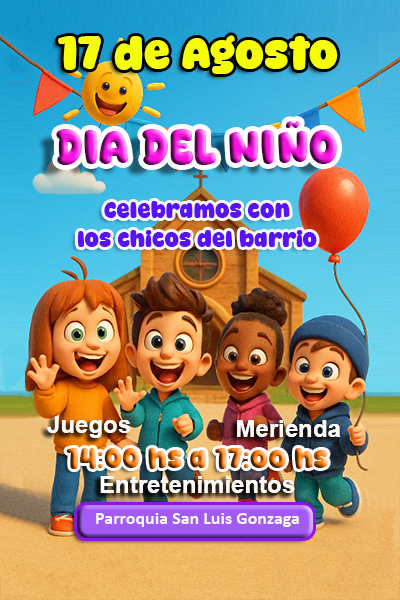 17 de Agosto
DIA DEL NIÑO
celebramos con
los chicos del barrio
Juegos
Merienda
14:00 hs a 17:00 hs
Entretenimientos
Parroquia San Luis Gonzaga